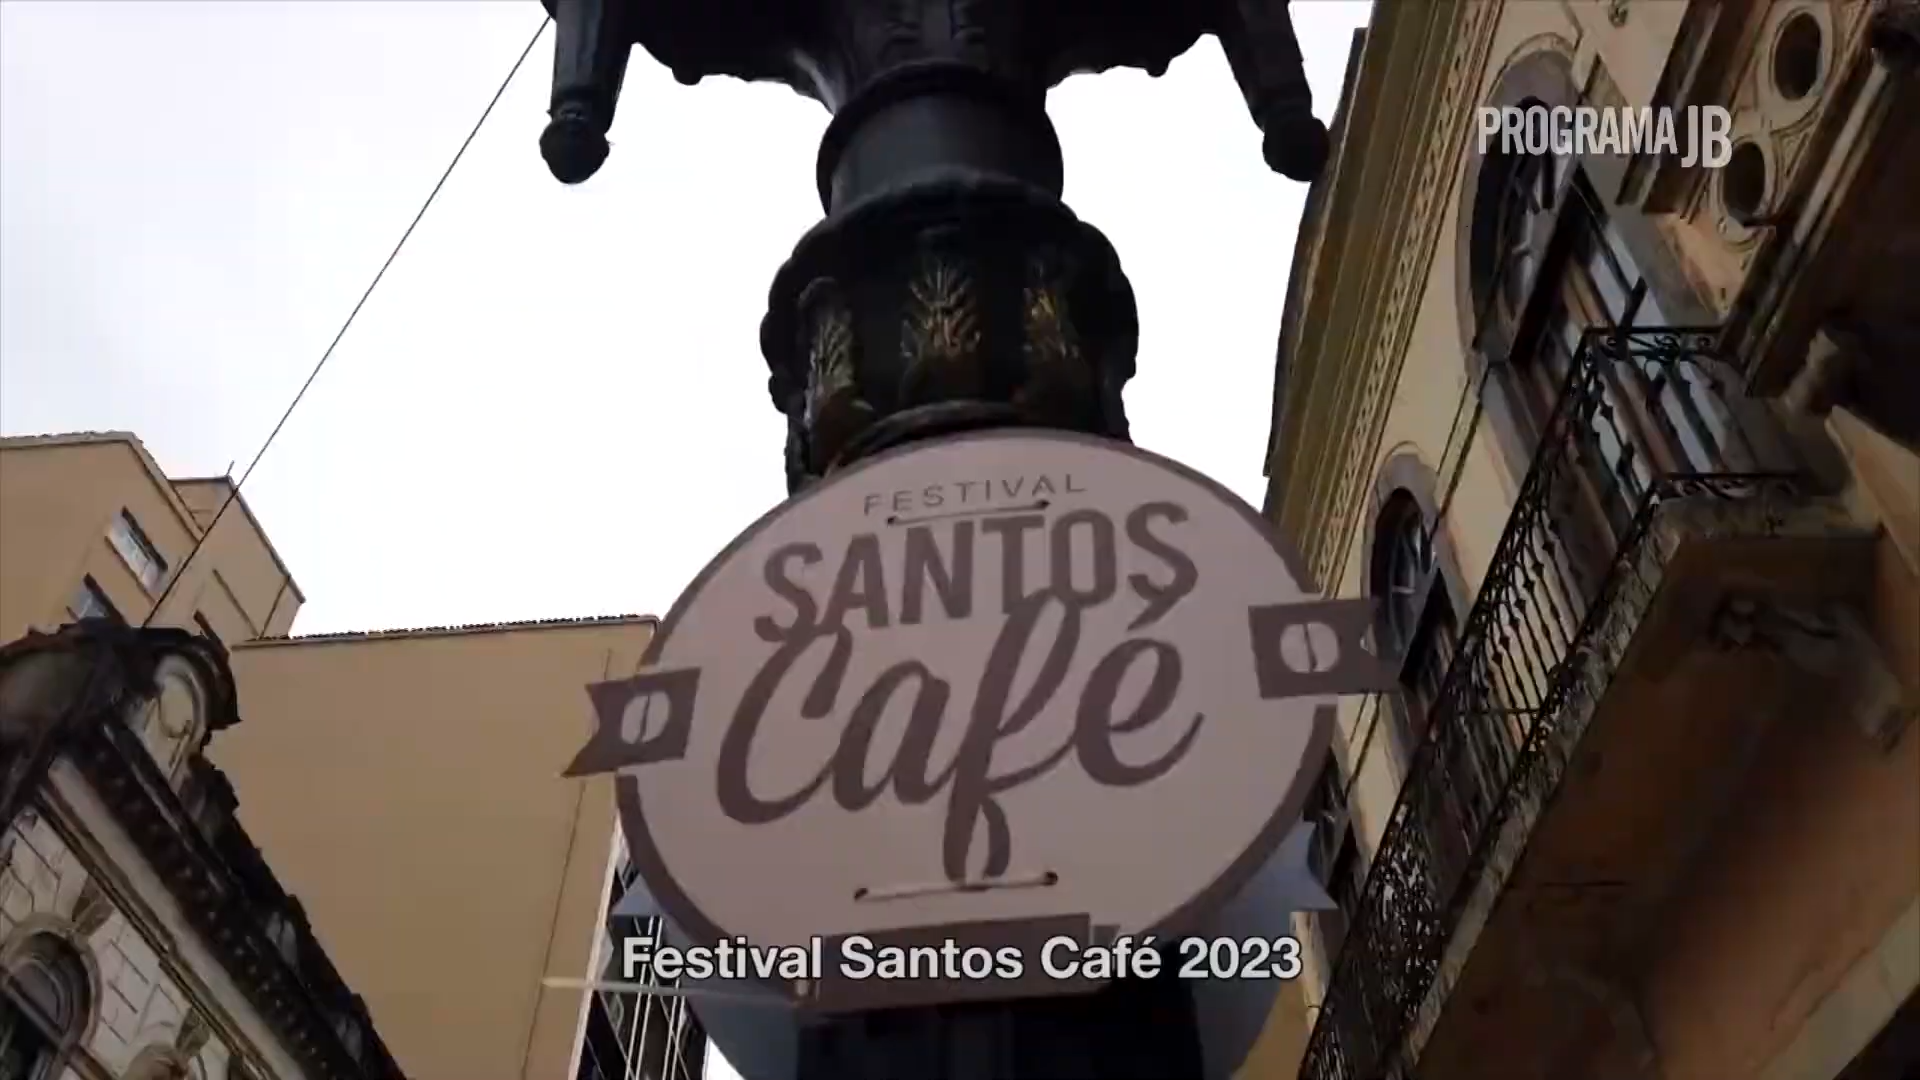 PROGRAMA JB
FESTIVAL
SANTOS
Café
Festival Santos Café 2023